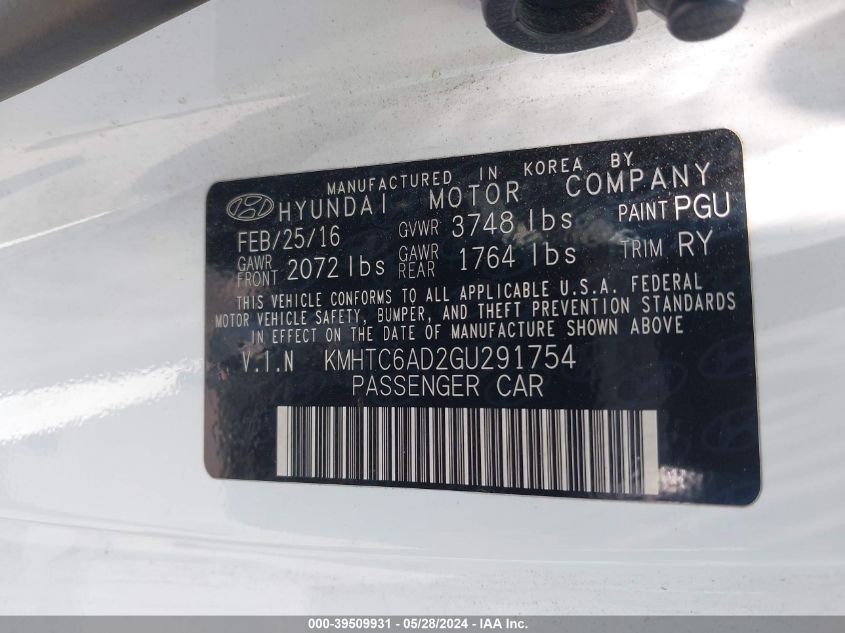 MANUFACTURED IN KOREA BY
HYUNDAI MOTOR COMPANY
FEB/25/16 GVWR 3748 lbs PAINT PGU
GAWR FRONT 2072 lbs GAWR REAR 1764 lbs TRIM RY
THIS VEHICLE CONFORMS TO ALL APPLICABLE U.S.A. FEDERAL
MOTOR VEHICLE SAFETY, BUMPER, AND THEFT PREVENTION STANDARDS
IN EFFECT ON THE DATE OF MANUFACTURE SHOWN ABOVE
V.I.N KMHTC6AD2GU291754
PASSENGER CAR
000-39509931 - 05/28/2024 - IAA Inc.